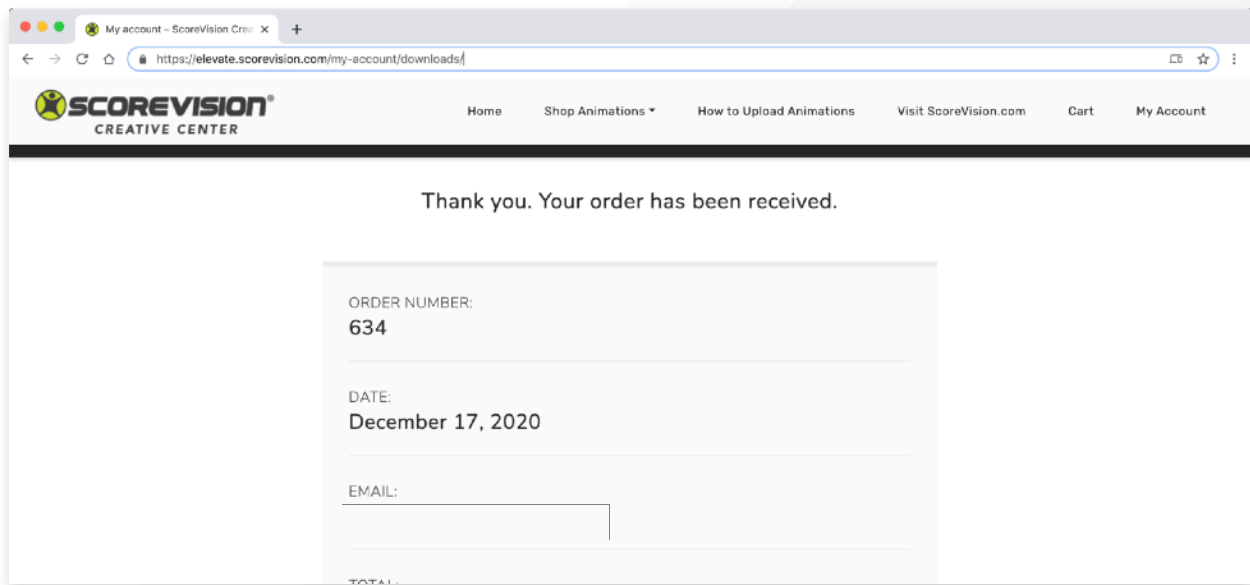 My account – ScoreVision Crea
https://elevate.scorevision.com/my-account/downloads/
SCOREVISION®
CREATIVE CENTER
Home Shop Animations How to Upload Animations Visit ScoreVision.com Cart My Account
Thank you. Your order has been received.
ORDER NUMBER:
634
DATE:
December 17, 2020
EMAIL:
TOTAL: